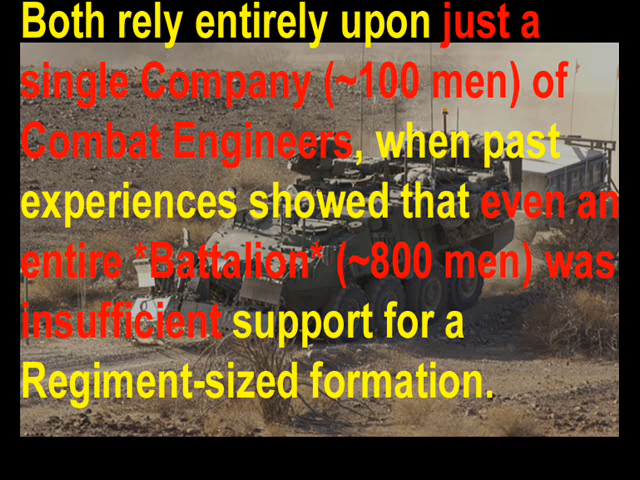 Both rely entirely upon just a
single Company (~100 men) of
Combat Engineers, when past
experiences showed that even an
entire *Battalion* (~800 men) was
insufficient support for a
Regiment-sized formation.